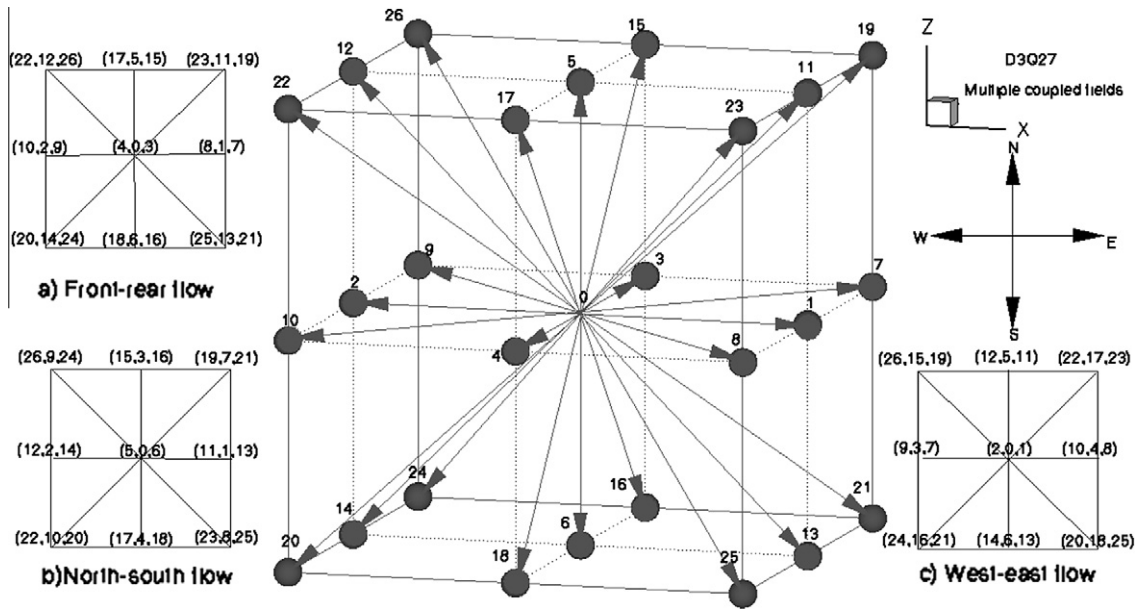 26
15
19
12
5
11
22
17
23
9
3
7
2
0
1
10
4
8
24
16
21
14
6
13
20
18
25
(22,12,26) (17,5,15) (23,11,19)
(10,2,9) (4,0,3) (8,1,7)
(20,14,24) (18,6,16) (25,13,21)
a) Front-rear flow
(26,9,24) (15,3,16) (19,7,21)
(12,2,14) (5,0,6) (11,1,13)
(22,10,20) (17,4,18) (23,8,25)
b)North-south flow
Z
X
D3Q27
Multiple coupled fields
N
W
E
S
(26,15,19) (12,5,11) (22,17,23)
(9,3,7) (2,0,1) (10,4,8)
(24,16,21) (14,6,13) (20,18,25)
c) West-east flow